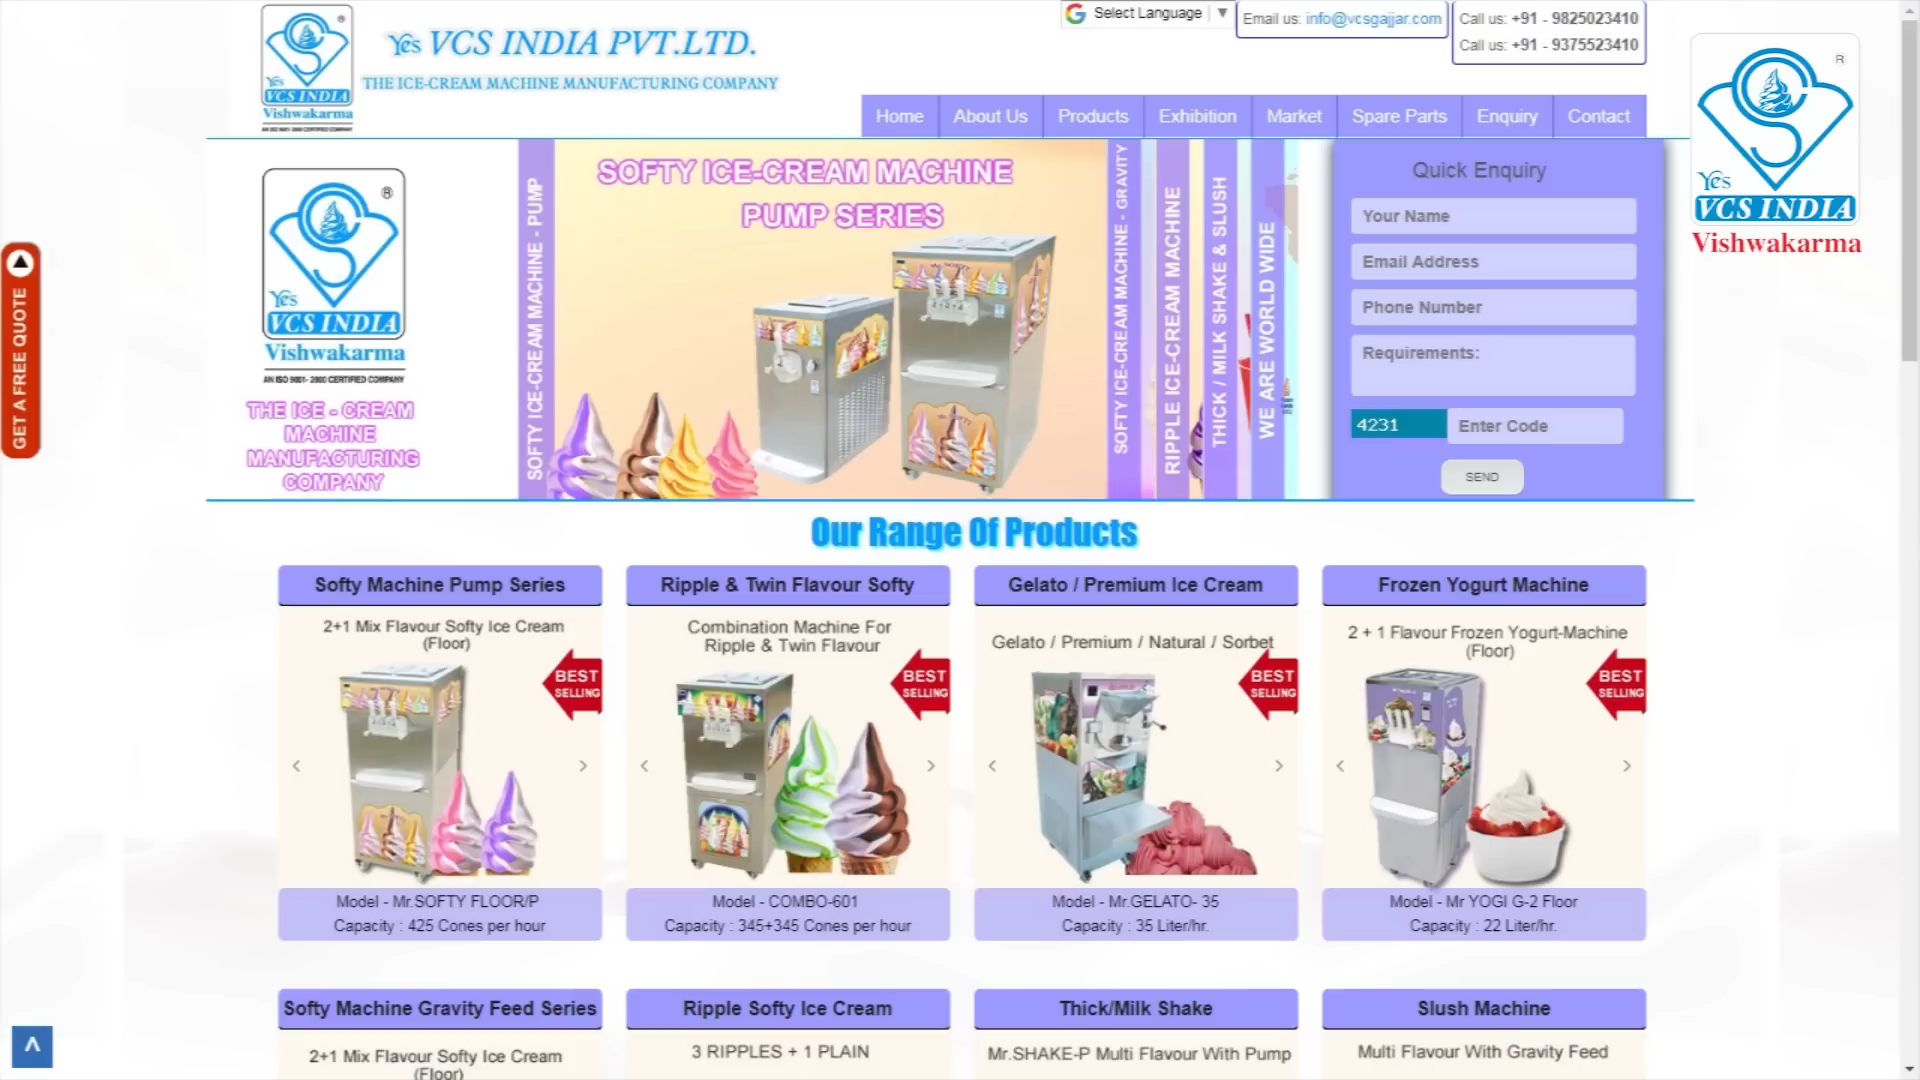 Yes
VCS INDIA
Vishwakarma
AN ISO 9001- 2000 CERTIFIED COMPANY
Yes VCS INDIA PVT.LTD.
THE ICE-CREAM MACHINE MANUFACTURING COMPANY
Select Language ▼
Email us: info@vcsgajjar.com
Call us: +91 - 9825023410
Call us: +91 - 9375523410
Home About Us Products Exhibition Market Spare Parts Enquiry Contact
®
Yes
VCS INDIA
Vishwakarma
GET A FREE QUOTE
®
Yes
VCS INDIA
Vishwakarma
AN ISO 9001- 2000 CERTIFIED COMPANY
THE ICE - CREAM
MACHINE
MANUFACTURING
COMPANY
SOFTY ICE-CREAM MACHINE - PUMP
SOFTY ICE-CREAM MACHINE
PUMP SERIES
SOFTY ICE-CREAM MACHINE - GRAVITY
RIPPLE ICE-CREAM MACHINE
THICK / MILK SHAKE & SLUSH
WE ARE WORLD WIDE
Quick Enquiry
Your Name
Email Address
Phone Number
Requirements:
4231 Enter Code
SEND
Our Range Of Products
Softy Machine Pump Series
2+1 Mix Flavour Softy Ice Cream
(Floor)
BEST
SELLING
Model - Mr.SOFTY FLOOR/P
Capacity : 425 Cones per hour
Ripple & Twin Flavour Softy
Combination Machine For
Ripple & Twin Flavour
BEST
SELLING
Model - COMBO-601
Capacity : 345+345 Cones per hour
Gelato / Premium Ice Cream
Gelato / Premium / Natural / Sorbet
BEST
SELLING
Model - Mr.GELATO- 35
Capacity : 35 Liter/hr.
Frozen Yogurt Machine
2 + 1 Flavour Frozen Yogurt-Machine
(Floor)
BEST
SELLING
Model - Mr YOGI G-2 Floor
Capacity : 22 Liter/hr.
Softy Machine Gravity Feed Series
2+1 Mix Flavour Softy Ice Cream
(Floor)
Ripple Softy Ice Cream
3 RIPPLES + 1 PLAIN
Thick/Milk Shake
Mr.SHAKE-P Multi Flavour With Pump
Slush Machine
Multi Flavour With Gravity Feed